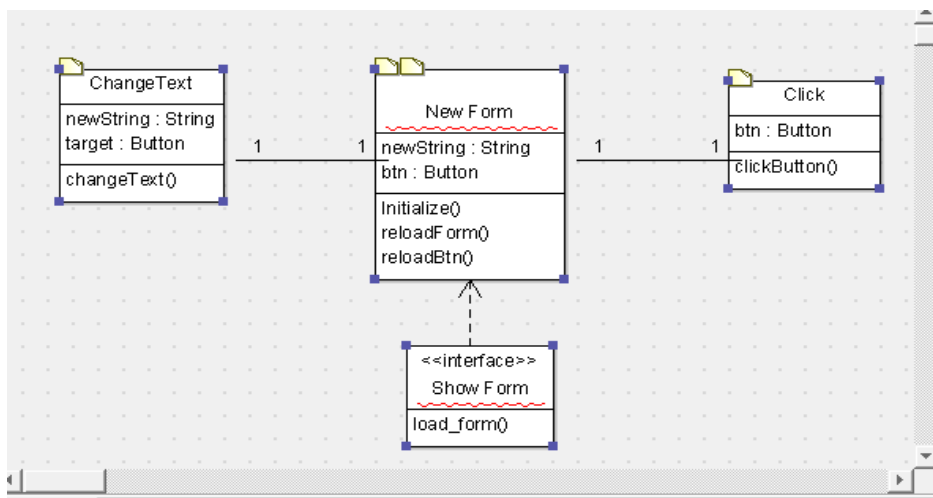 ChangeText
newString : String
target : Button
changeText()
1
1
New Form
newString : String
btn : Button
Initialize()
reloadForm()
reloadBtn()
1
1
Click
btn : Button
clickButton()
<<interface>>
Show Form
load_form()